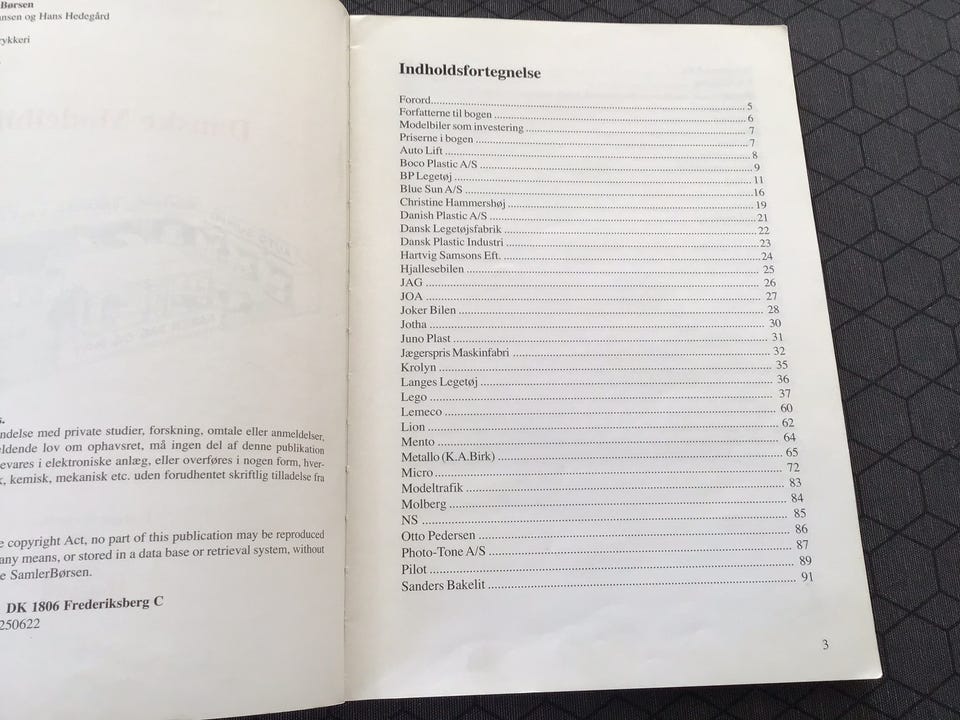 Børsen
nsen og Hans Hedegård
ykkeri
s.
ndelse med private studier, forskning, omtale eller anmeldelser,
ldende lov om ophavsret, må ingen del af denne publikation
evares i elektroniske anlæg, eller overføres i nogen form, hver-
k, kemisk, mekanisk etc. uden forudhentet skriftlig tilladelse fra
e copyright Act, no part of this publication may be reproduced
any means, or stored in a data base or retrieval system, without
e SamlerBørsen.
DK 1806 Frederiksberg C
250622
Indholdsfortegnelse
Forord 5
Forfatterne til bogen 6
Modelbiler som investering 7
Priserne i bogen 7
Auto Lift 8
Boco Plastic A/S 9
BP Legetøj 11
Blue Sun A/S 16
Christine Hammershøj 19
Danish Plastic A/S 21
Dansk Legetøjsfabrik 22
Dansk Plastic Industri 23
Hartvig Samsons Eft. 24
Hjallesebilen 25
JAG 26
JOA 27
Joker Bilen 28
Jotha 30
Juno Plast 31
Jægerspris Maskinfabri 32
Krolyn 35
Langes Legetøj 36
Lego 37
Lemeco 60
Lion 62
Mento 64
Metallo (K.A.Birk) 65
Micro 72
Modeltrafik 83
Molberg 84
NS 85
Otto Pedersen 86
Photo-Tone A/S 87
Pilot 89
Sanders Bakelit 91
3